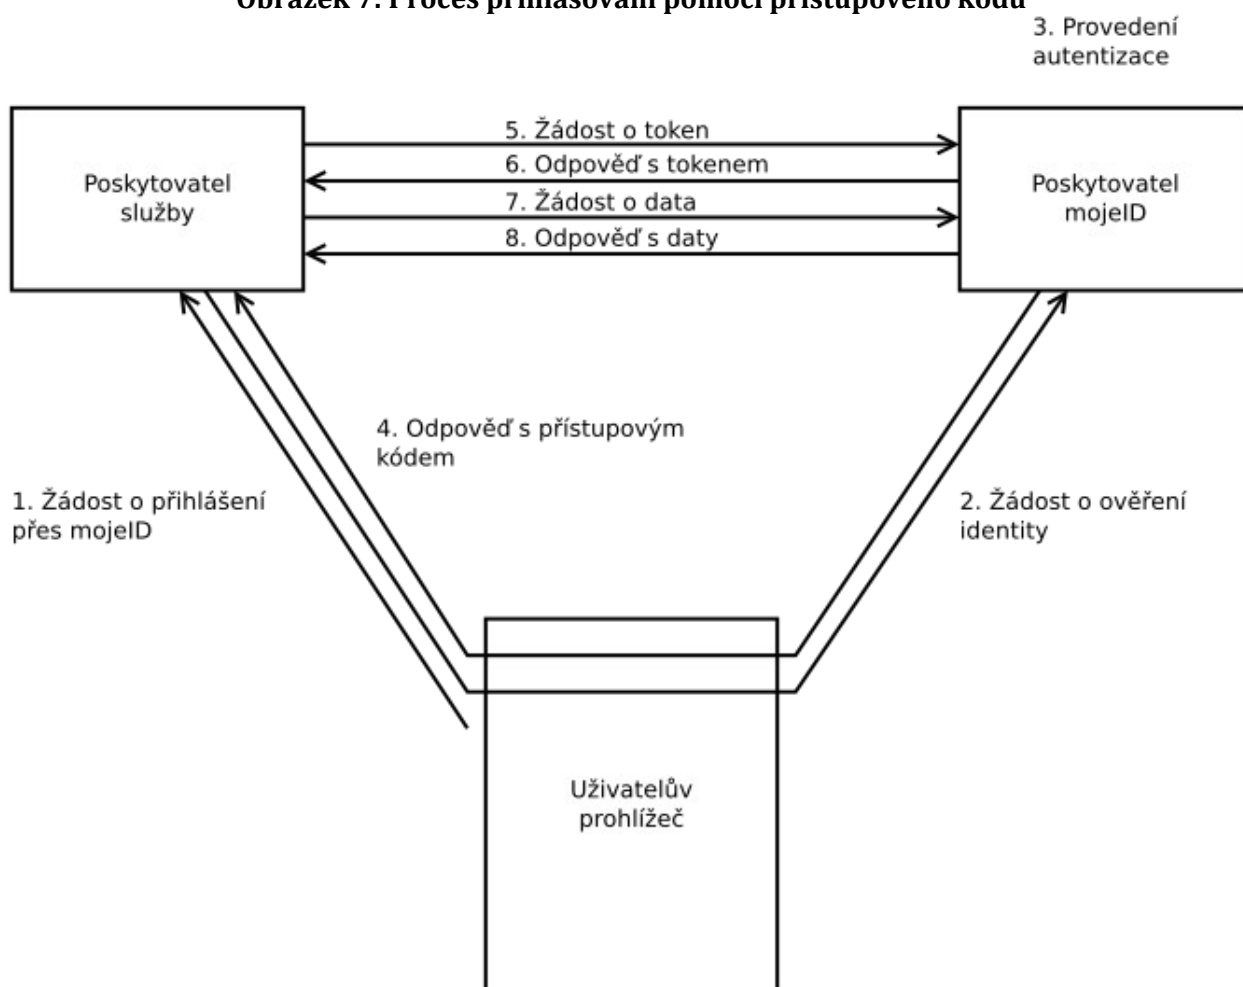 Obrázek 7. Proces přihlašování pomocí přístupového kódu
3. Provedení
autentizace
5. Žádost o token
6. Odpověď s tokenem
7. Žádost o data
8. Odpověď s daty
Poskytovatel
služby
Poskytovatel
mojeID
4. Odpověď s přístupovým
kódem
1. Žádost o přihlášení
přes mojeID
2. Žádost o ověření
identity
Uživatelův
prohlížeč